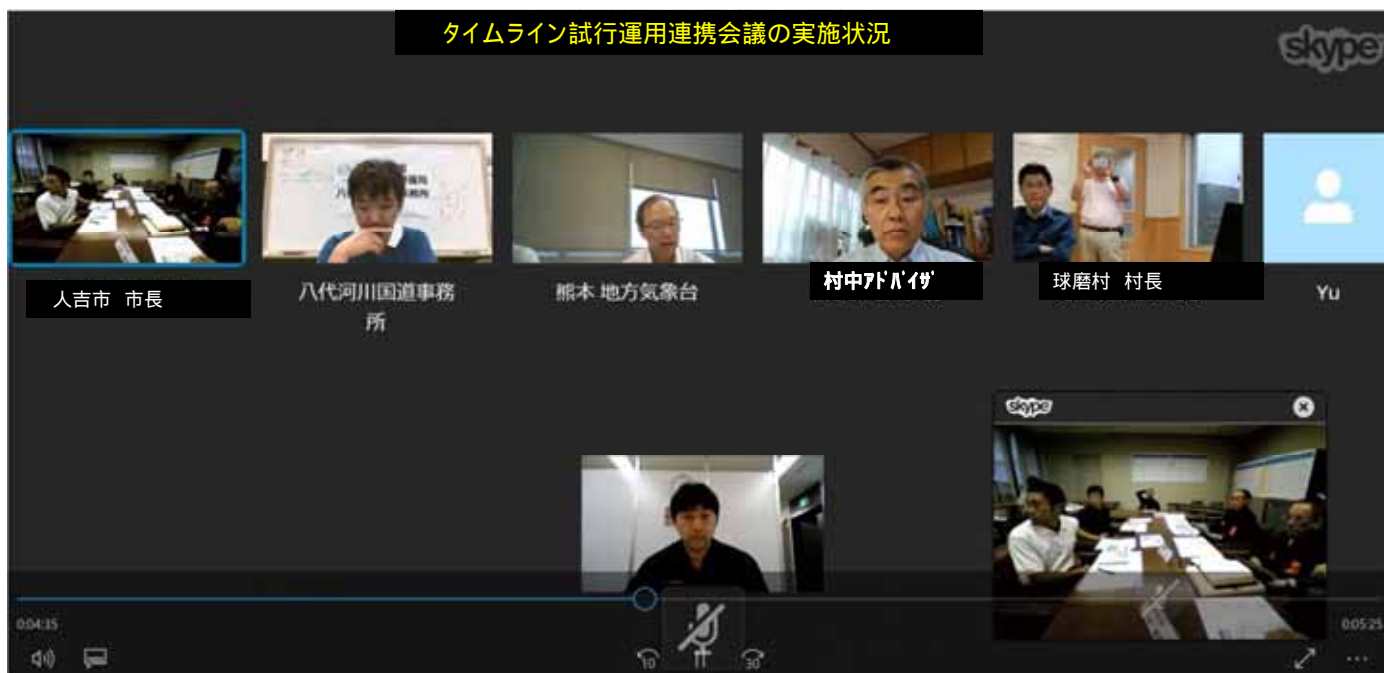 タイムライン試行運用連携会議の実施状況
skype
人吉市 市長
八代河川国道事務
所
熊本 地方気象台
村中ｱﾄﾞﾊﾞｲｻﾞ
球磨村 村長
Yu
skype
0:04:35
0:05:25
10
30